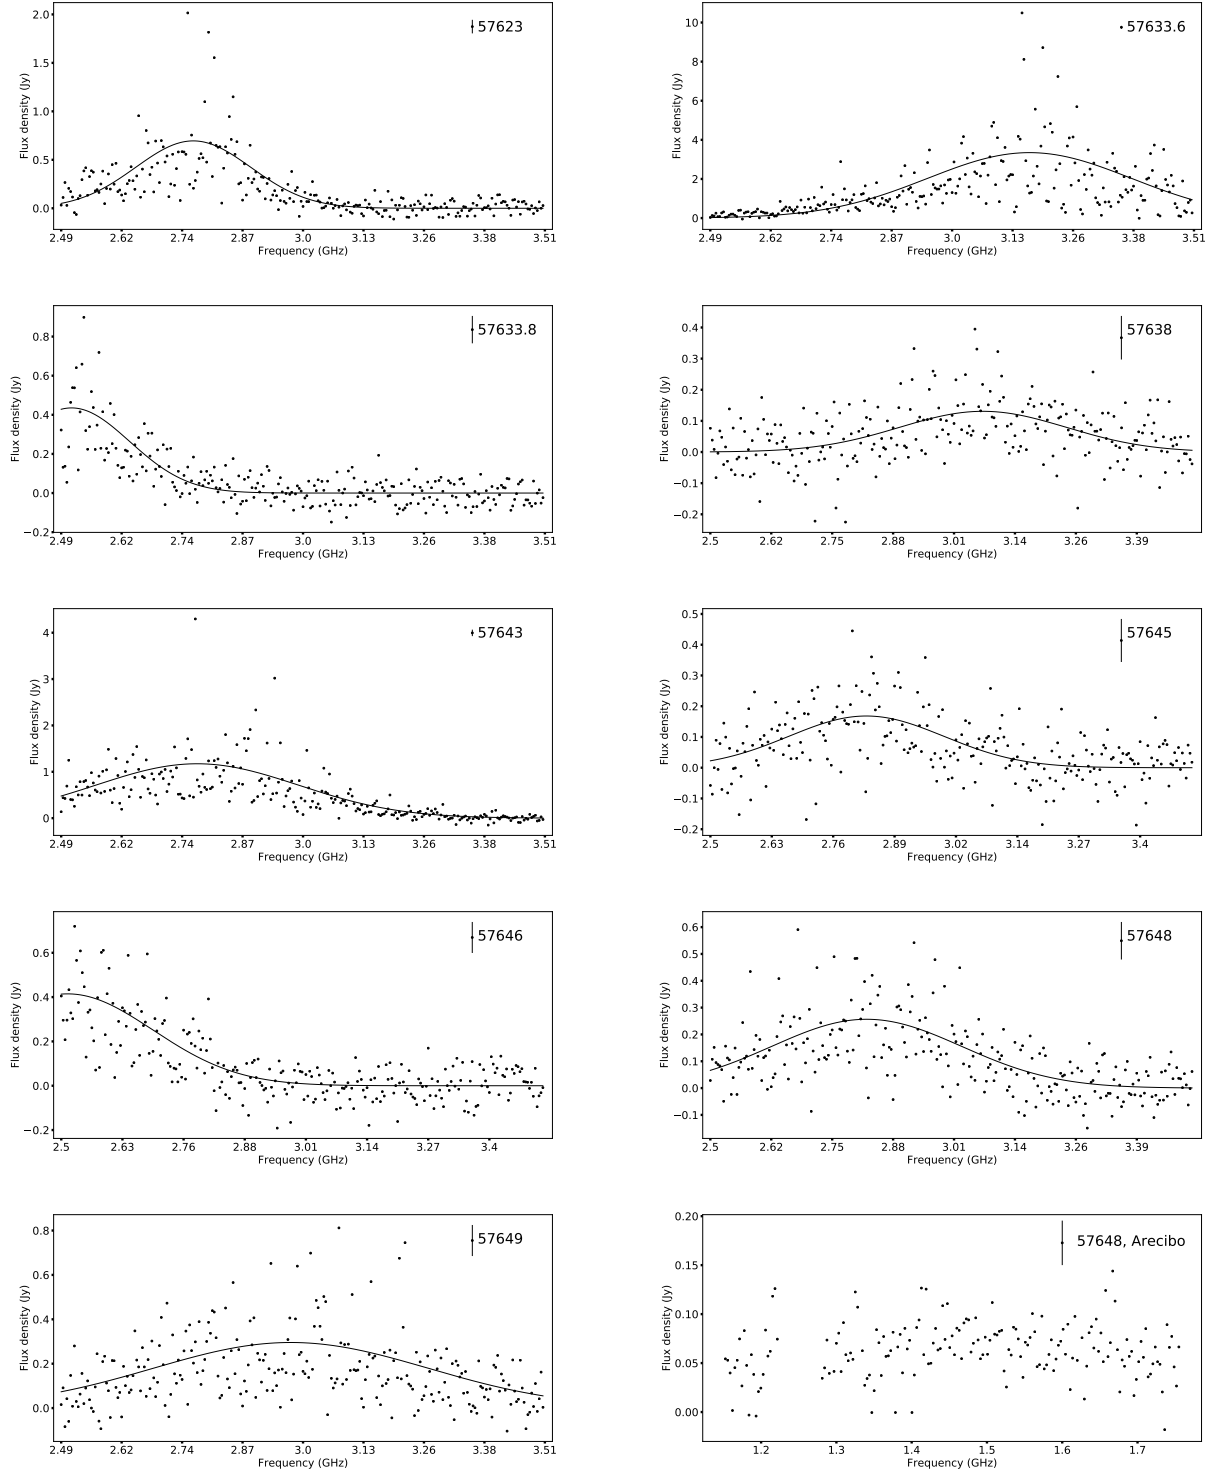 2.0
1.5
1.0
0.5
0.0
Flux density (Jy)
57623
2.49 2.62 2.74 2.87 3.0 3.13 3.26 3.38 3.51
Frequency (GHz)
10
8
6
4
2
0
Flux density (Jy)
57633.6
2.49 2.62 2.74 2.87 3.0 3.13 3.26 3.38 3.51
Frequency (GHz)
0.8
0.6
0.4
0.2
0.0
−0.2
Flux density (Jy)
57633.8
2.49 2.62 2.74 2.87 3.0 3.13 3.26 3.38 3.51
Frequency (GHz)
0.4
0.3
0.2
0.1
0.0
−0.1
−0.2
Flux density (Jy)
57638
2.5 2.62 2.75 2.88 3.01 3.14 3.26 3.39
Frequency (GHz)
4
3
2
1
0
Flux density (Jy)
57643
2.49 2.62 2.74 2.87 3.0 3.13 3.26 3.38 3.51
Frequency (GHz)
0.5
0.4
0.3
0.2
0.1
0.0
−0.1
−0.2
Flux density (Jy)
57645
2.5 2.63 2.76 2.89 3.02 3.14 3.27 3.4
Frequency (GHz)
0.6
0.4
0.2
0.0
−0.2
Flux density (Jy)
57646
2.5 2.63 2.76 2.88 3.01 3.14 3.27 3.4
Frequency (GHz)
0.6
0.5
0.4
0.3
0.2
0.1
0.0
−0.1
Flux density (Jy)
57648
2.5 2.62 2.75 2.88 3.01 3.14 3.26 3.39
Frequency (GHz)
0.8
0.6
0.4
0.2
0.0
Flux density (Jy)
57649
2.49 2.62 2.74 2.87 3.0 3.13 3.26 3.38 3.51
Frequency (GHz)
0.20
0.15
0.10
0.05
0.00
Flux density (Jy)
57648, Arecibo
1.2 1.3 1.4 1.5 1.6 1.7
Frequency (GHz)